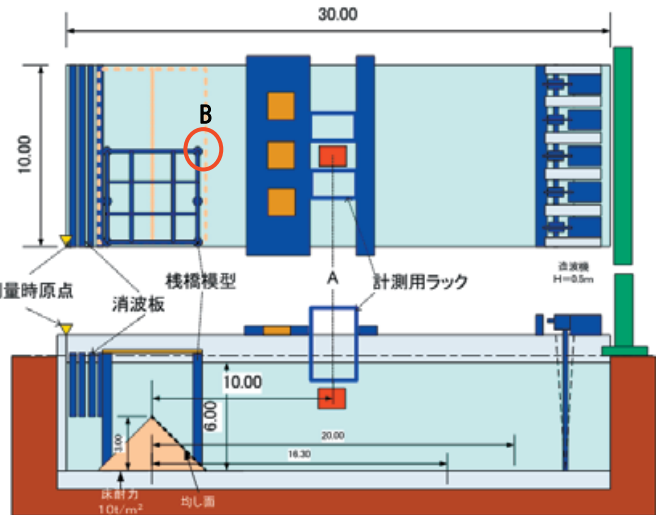 30.00
10.00
B
A
計測用ラック
桟橋模型
消波板
量時原点
造波機
H=0.5m
10.00
6.00
3.00
20.00
16.30
均し面
床耐力
10t/m²